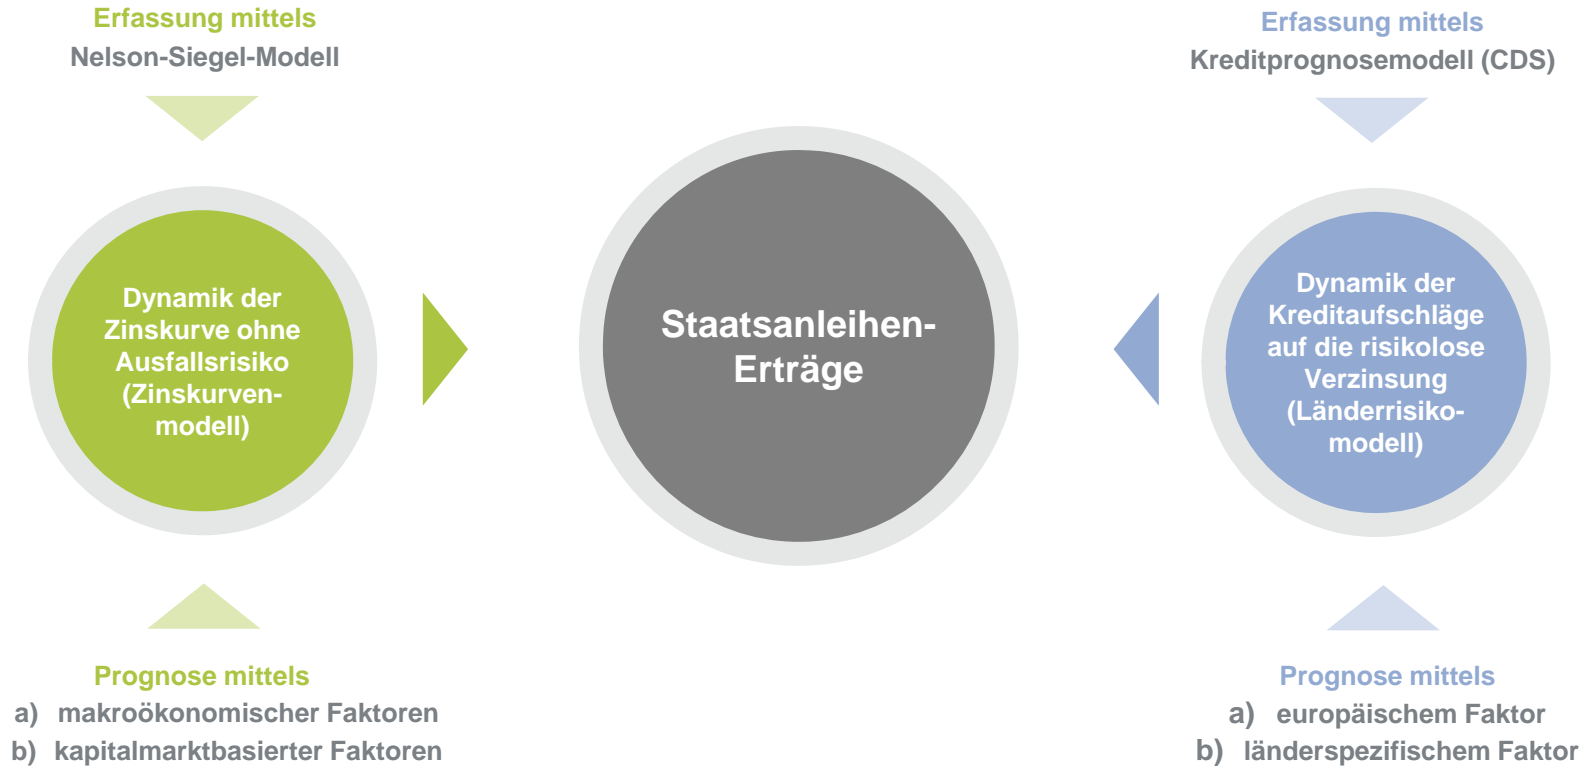 Erfassung mittels
Nelson-Siegel-Modell
Dynamik der
Zinskurve ohne
Ausfallsrisiko
(Zinskurven-
modell)
Prognose mittels
a) makroökonomischer Faktoren
b) kapitalmarktbasierter Faktoren
Staatsanleihen-
Erträge
Erfassung mittels
Kreditprognosemodell (CDS)
Dynamik der
Kreditaufschläge
auf die risikolose
Verzinsung
(Länderrisiko-
modell)
Prognose mittels
a) europäischem Faktor
b) länderspezifischem Faktor